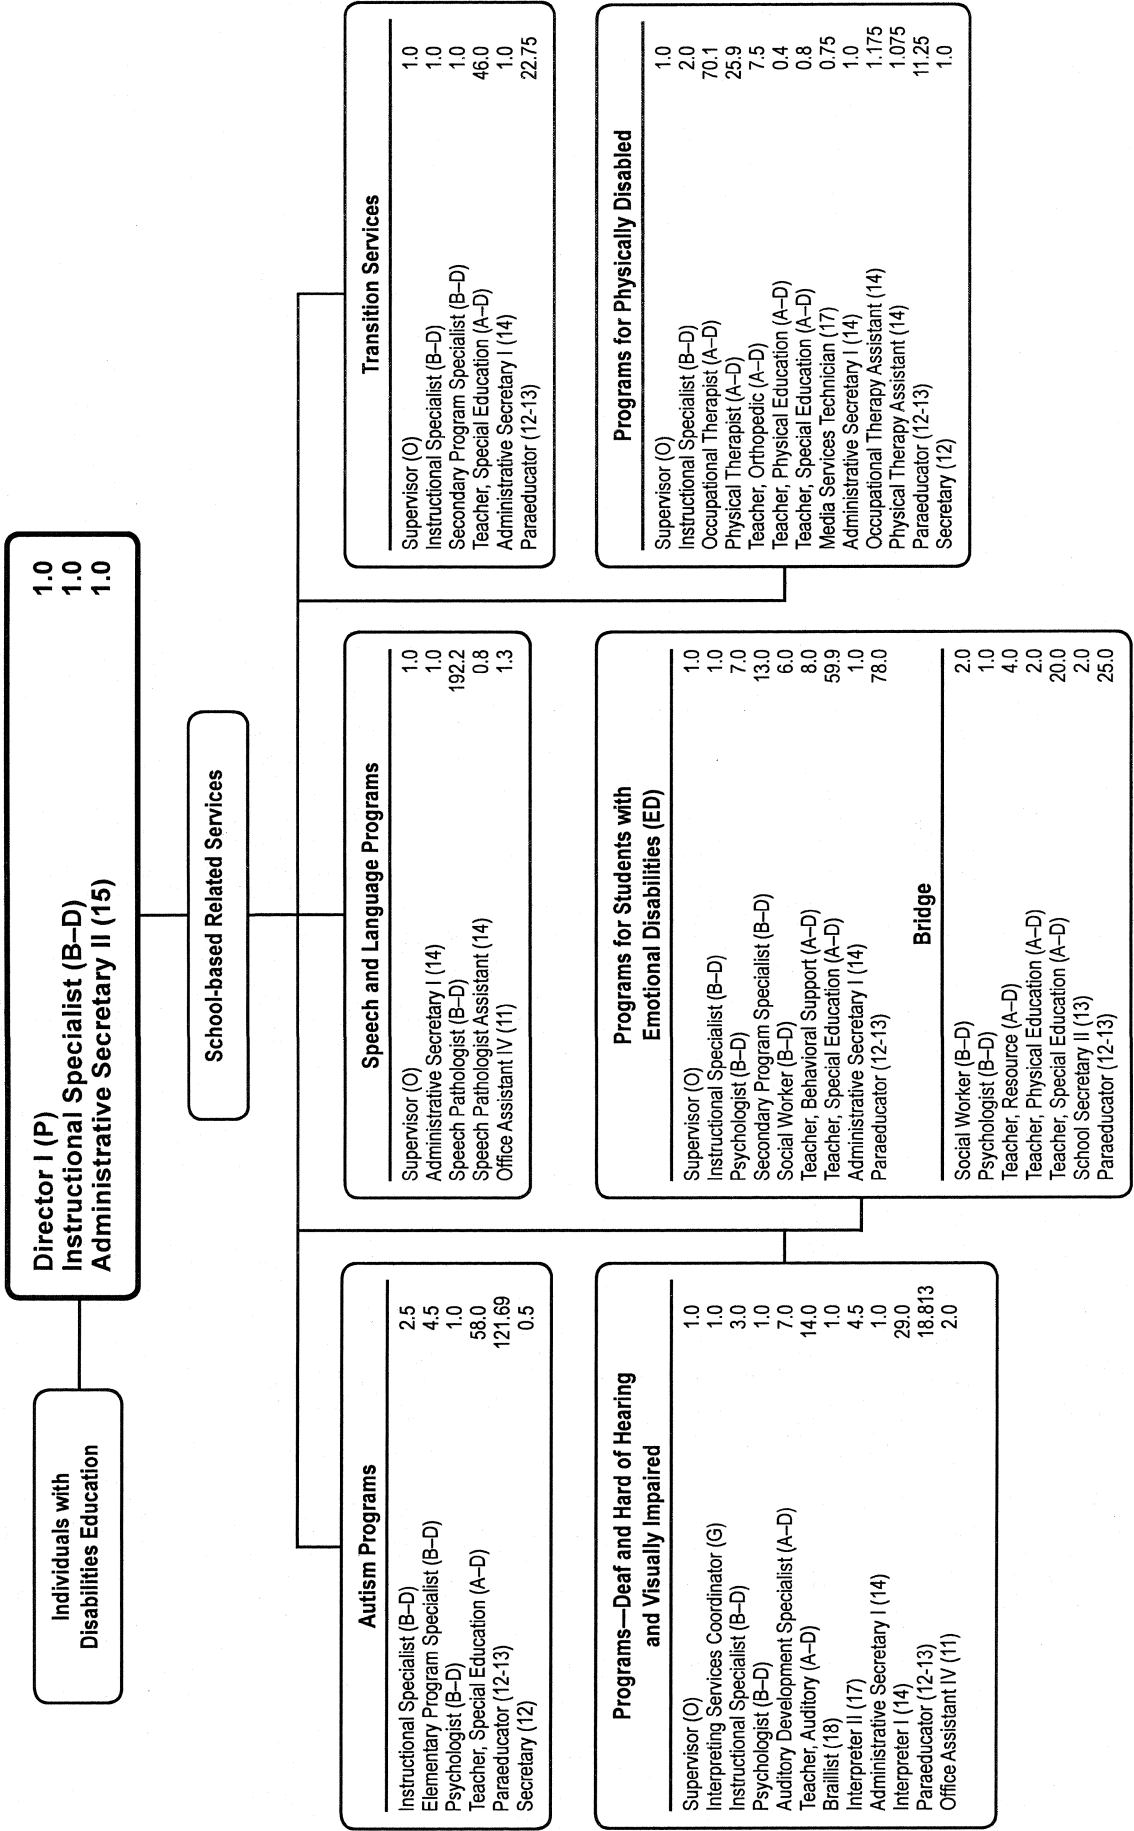 Individuals with
Disabilities Education
Director I (P) 1.0
Instructional Specialist (B–D) 1.0
Administrative Secretary II (15) 1.0
School-based Related Services
Autism Programs
Instructional Specialist (B–D) 2.5
Elementary Program Specialist (B–D) 4.5
Psychologist (B–D) 1.0
Teacher, Special Education (A–D) 58.0
Paraeducator (12-13) 121.69
Secretary (12) 0.5
Speech and Language Programs
Supervisor (O) 1.0
Administrative Secretary I (14) 1.0
Speech Pathologist (B–D) 192.2
Speech Pathologist Assistant (14) 0.8
Office Assistant IV (11) 1.3
Transition Services
Supervisor (O) 1.0
Instructional Specialist (B–D) 1.0
Secondary Program Specialist (B–D) 1.0
Teacher, Special Education (A–D) 46.0
Administrative Secretary I (14) 1.0
Paraeducator (12-13) 22.75
Programs—Deaf and Hard of Hearing
and Visually Impaired
Supervisor (O) 1.0
Interpreting Services Coordinator (G) 1.0
Instructional Specialist (B–D) 3.0
Psychologist (B–D) 1.0
Auditory Development Specialist (A–D) 7.0
Teacher, Auditory (A–D) 14.0
Braillist (18) 1.0
Interpreter II (17) 4.5
Administrative Secretary I (14) 1.0
Interpreter I (14) 29.0
Paraeducator (12-13) 18.813
Office Assistant IV (11) 2.0
Programs for Students with
Emotional Disabilities (ED)
Supervisor (O) 1.0
Instructional Specialist (B–D) 1.0
Psychologist (B–D) 7.0
Secondary Program Specialist (B–D) 13.0
Social Worker (B–D) 6.0
Teacher, Behavioral Support (A–D) 8.0
Teacher, Special Education (A–D) 59.9
Administrative Secretary I (14) 1.0
Paraeducator (12-13) 78.0
Bridge
Social Worker (B–D) 2.0
Psychologist (B–D) 1.0
Teacher, Resource (A–D) 4.0
Teacher, Physical Education (A–D) 2.0
Teacher, Special Education (A–D) 20.0
School Secretary II (13) 2.0
Paraeducator (12-13) 25.0
Programs for Physically Disabled
Supervisor (O) 1.0
Instructional Specialist (B–D) 2.0
Occupational Therapist (A–D) 70.1
Physical Therapist (A–D) 25.9
Teacher, Orthopedic (A–D) 7.5
Teacher, Physical Education (A–D) 0.4
Teacher, Special Education (A–D) 0.8
Media Services Technician (17) 0.75
Administrative Secretary I (14) 1.0
Occupational Therapy Assistant (14) 1.175
Physical Therapy Assistant (14) 1.075
Paraeducator (12-13) 11.25
Secretary (12) 1.0